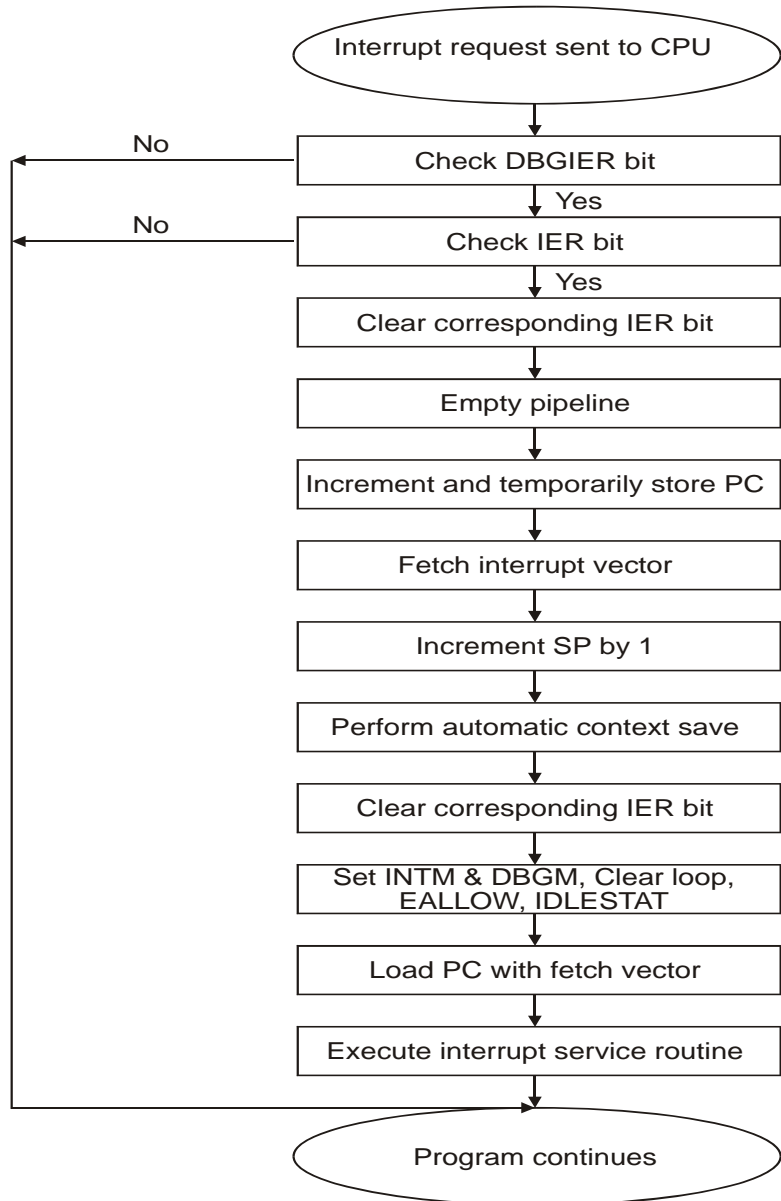 Interrupt request sent to CPU
No
Check DBGIER bit
Yes
No
Check IER bit
Yes
Clear corresponding IER bit
Empty pipeline
Increment and temporarily store PC
Fetch interrupt vector
Increment SP by 1
Perform automatic context save
Clear corresponding IER bit
Set INTM & DBGM, Clear loop,
EALLOW, IDLESTAT
Load PC with fetch vector
Execute interrupt service routine
Program continues